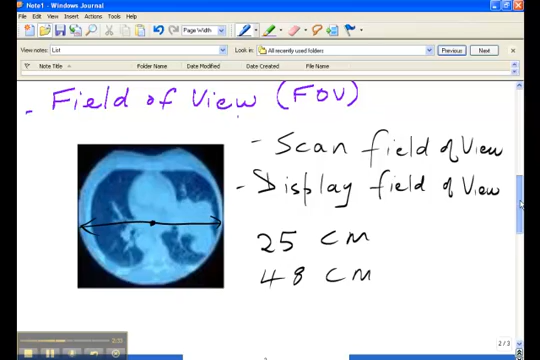 Note1 - Windows Journal
File Edit View Insert Actions Tools Help
Page Width
View notes: List
Look in: All recently used folders
Previous
Next
Note Title
Folder Name
Date Modified
Date Created
File Name
- Field of View (FOV)
- Scan field of View
- Display field of View
25 CM
48 CM
2 / 3